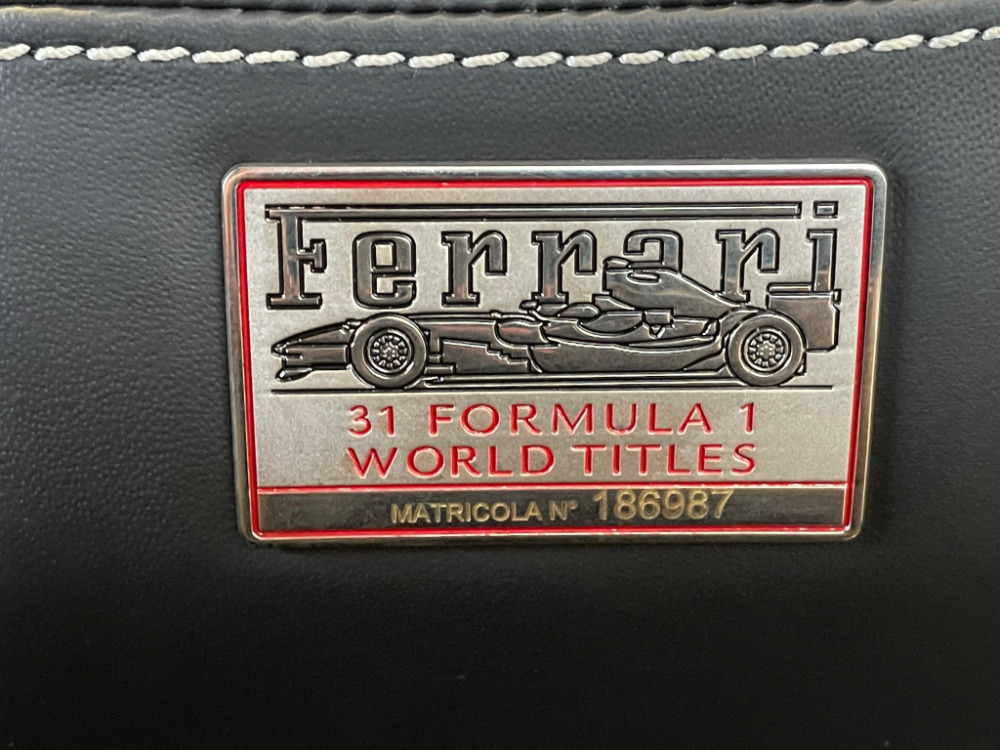 Ferrari
31 FORMULA 1
WORLD TITLES
MATRICOLA N° 186987